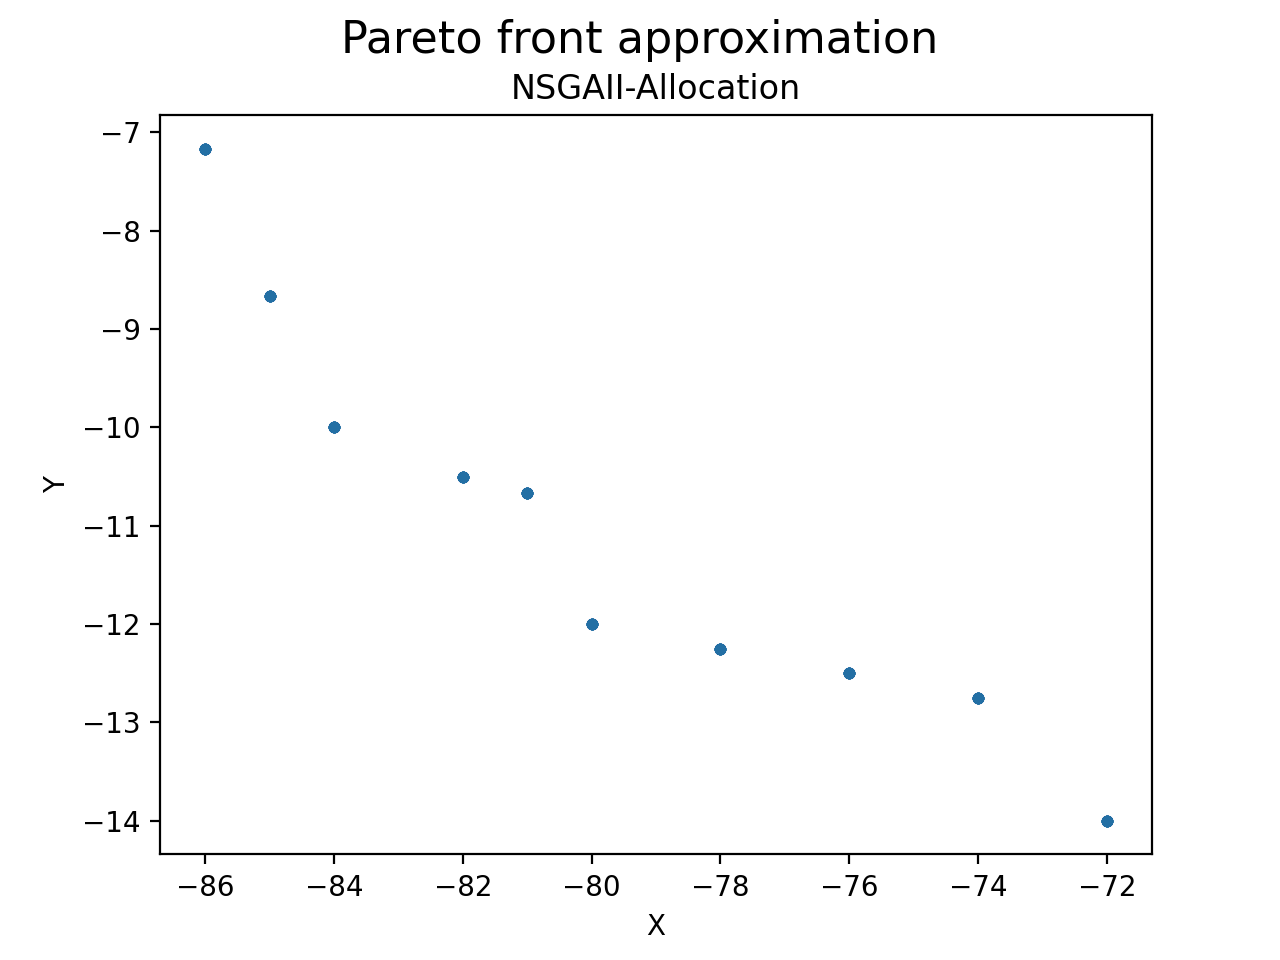 Pareto front approximation
NSGAII-Allocation
−7
−8
−9
−10
−11
−12
−13
−14
Y
−86 −84 −82 −80 −78 −76 −74 −72
X